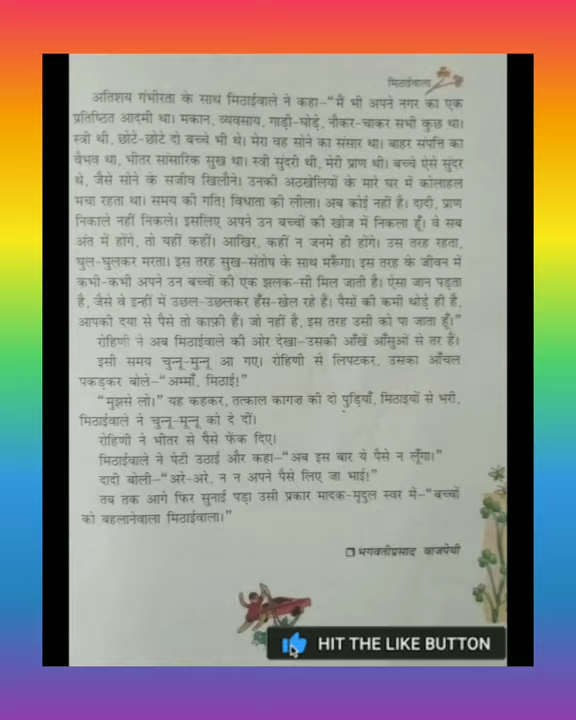 मिठाईवाला
अतिशय गंभीरता के साथ मिठाईवाले ने कहा–"मैं भी अपने नगर का एक
प्रतिष्ठित आदमी था। मकान, व्यवसाय, गाड़ी-घोड़े, नौकर-चाकर सभी कुछ था।
स्त्री थी, छोटे-छोटे दो बच्चे भी थे। मेरा वह सोने का संसार था। बाहर संपत्ति का
वैभव था, भीतर सांसारिक सुख था। स्त्री सुंदरी थी, मेरी प्राण थी। बच्चे ऐसे सुंदर
थे, जैसे सोने के सजीव खिलौने। उनकी अठखेलियों के मारे घर में कोलाहल
मचा रहता था। समय की गति! विधाता की लीला। अब कोई नहीं है। दादी, प्राण
निकाले नहीं निकले। इसलिए अपने उन बच्चों की खोज में निकला हूँ। वे सब
अंत में होंगे, तो यहीं कहीं। आखिर, कहीं न जनमे ही होंगे। उस तरह रहता,
घुल-घुलकर मरता। इस तरह सुख-संतोष के साथ मरूँगा। इस तरह के जीवन में
कभी-कभी अपने उन बच्चों की एक झलक-सी मिल जाती है। ऐसा जान पड़ता
है, जैसे वे इन्हीं में उछल-उछलकर हँस-खेल रहे हैं। पैसों की कमी थोड़े ही है,
आपकी दया से पैसे तो काफ़ी हैं। जो नहीं है, इस तरह उसी को पा जाता हूँ।"
रोहिणी ने अब मिठाईवाले की ओर देखा–उसकी आँखें आँसुओं से तर हैं।
इसी समय चुन्नू-मुन्नू आ गए। रोहिणी से लिपटकर, उसका आँचल
पकड़कर बोले–"अम्माँ, मिठाई!"
"मुझसे लो।" यह कहकर, तत्काल कागज़ की दो पुड़ियाँ, मिठाइयों से भरी,
मिठाईवाले ने चुन्नू-मुन्नू को दे दीं।
रोहिणी ने भीतर से पैसे फेंक दिए।
मिठाईवाले ने पेटी उठाई और कहा–"अब इस बार ये पैसे न लूँगा।"
दादी बोली–"अरे-अरे, न न अपने पैसे लिए जा भाई!"
तब तक आगे फिर सुनाई पड़ा उसी प्रकार मादक-मृदुल स्वर में–"बच्चों
को बहलानेवाला मिठाईवाला।"
❒ भगवतीप्रसाद वाजपेयी
HIT THE LIKE BUTTON